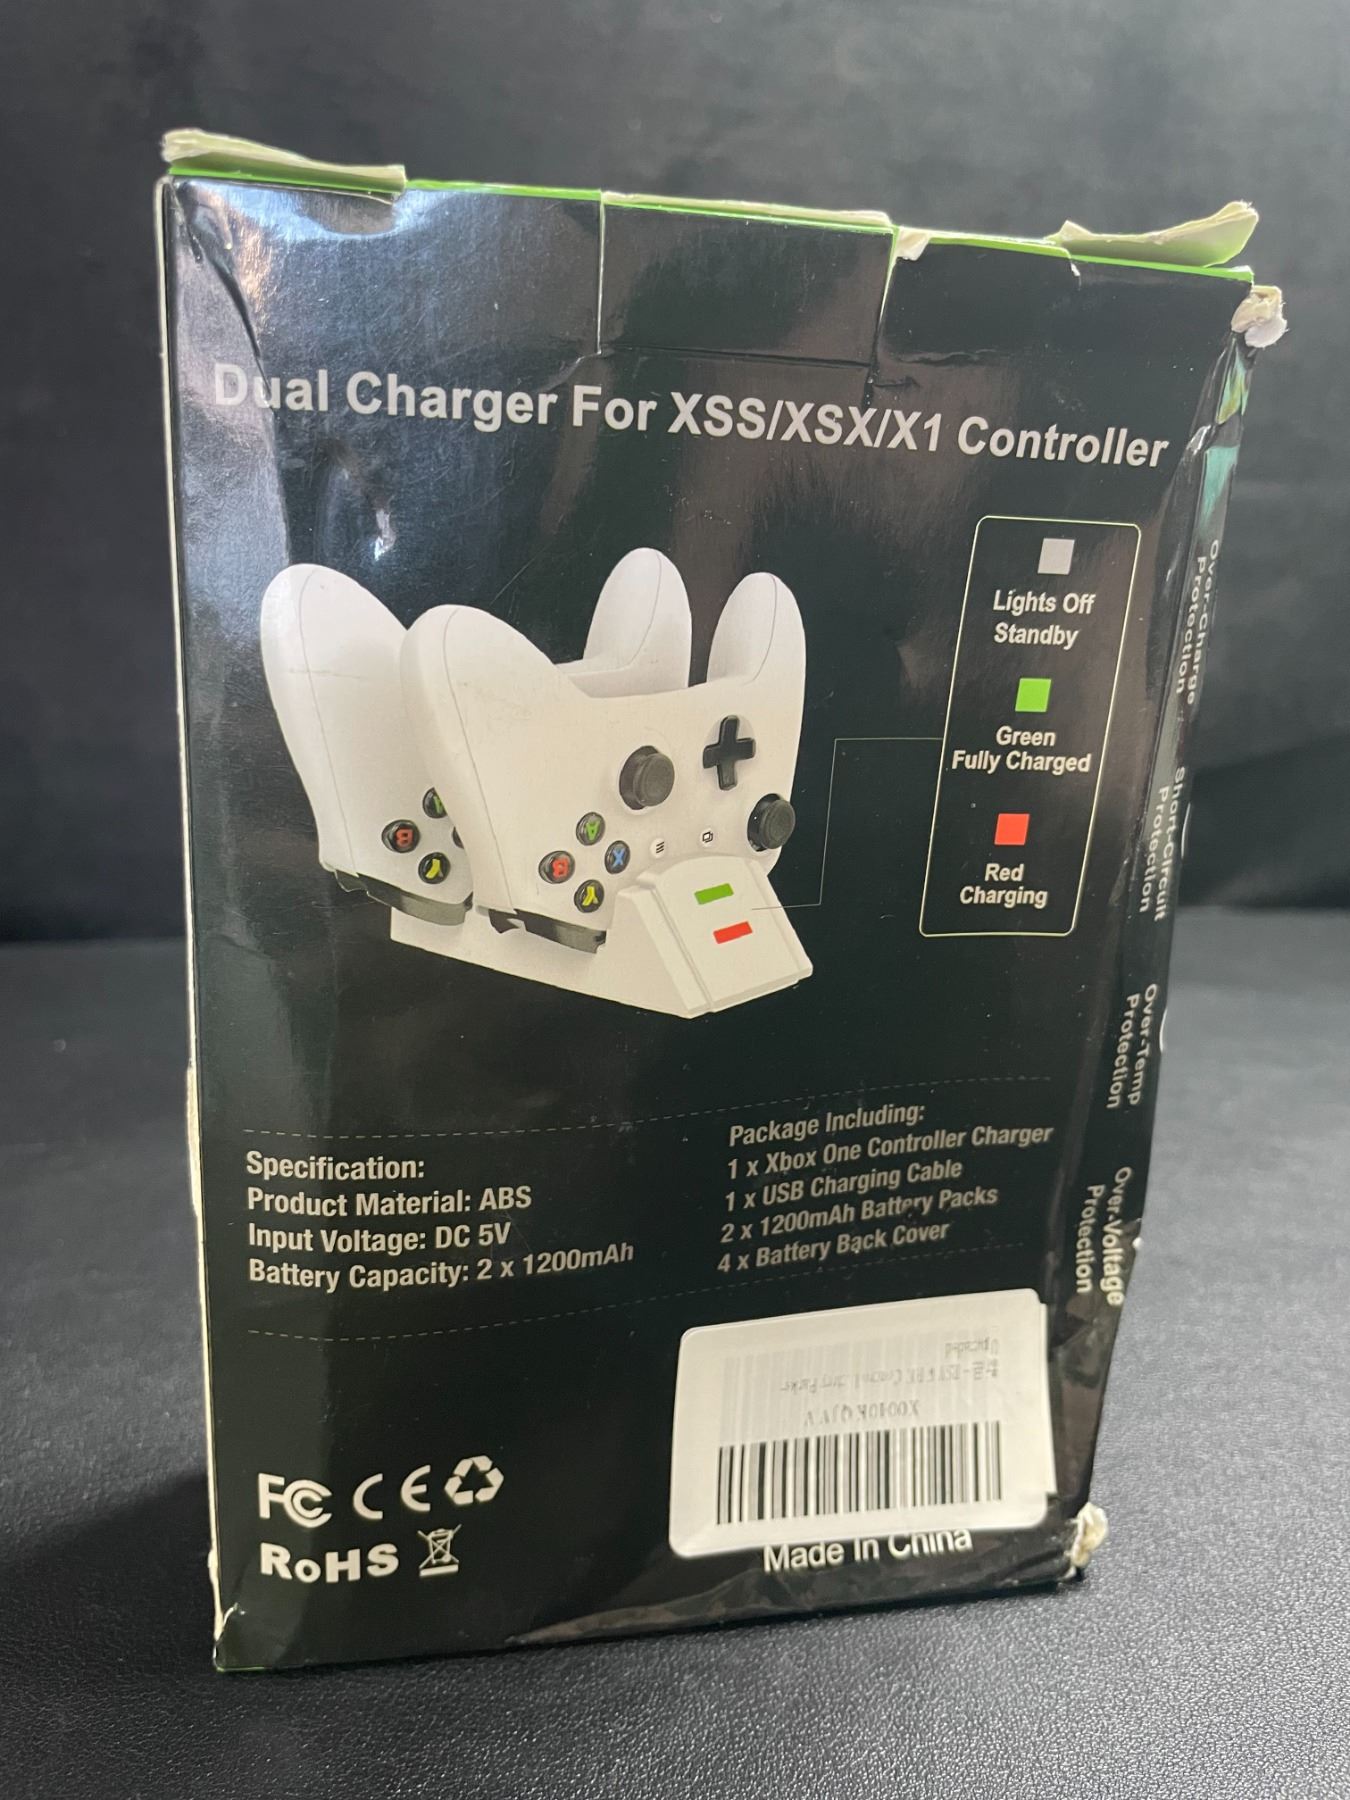 Dual Charger For XSS/XSX/X1 Controller
Lights Off
Standby
Green
Fully Charged
Red
Charging
A
B
Y
A
B
X
Y
Specification:
Product Material: ABS
Input Voltage: DC 5V
Battery Capacity: 2 x 1200mAh
Package Including:
1 x Xbox One Controller Charger
1 x USB Charging Cable
2 x 1200mAh Battery Packs
4 x Battery Back Cover
FC CE
RoHS
Made In China
Over-Charge
Protection
Short-Circuit
Protection
Over-Temp
Protection
Over-Voltage
Protection